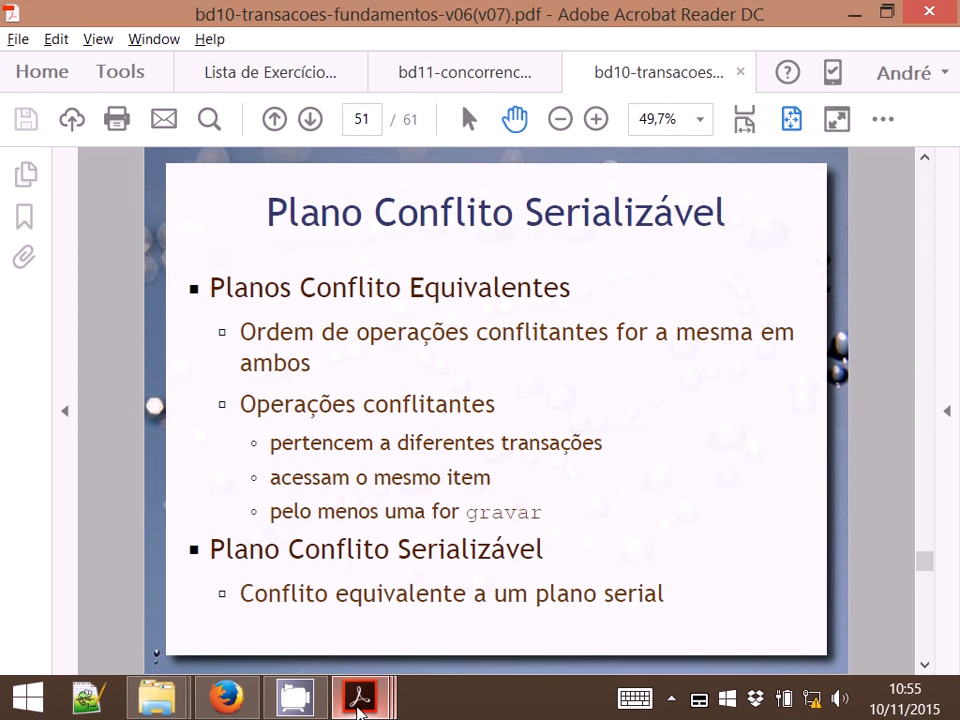 bd10-transacoes-fundamentos-v06(v07).pdf - Adobe Acrobat Reader DC
File Edit View Window Help
Home Tools Lista de Exercício... bd11-concorrenc... bd10-transacoes... × ? André
51 / 61 49,7%
Plano Conflito Serializável
Planos Conflito Equivalentes
Ordem de operações conflitantes for a mesma em
ambos
Operações conflitantes
pertencem a diferentes transações
acessam o mesmo item
pelo menos uma for gravar
Plano Conflito Serializável
Conflito equivalente a um plano serial
10:55
10/11/2015